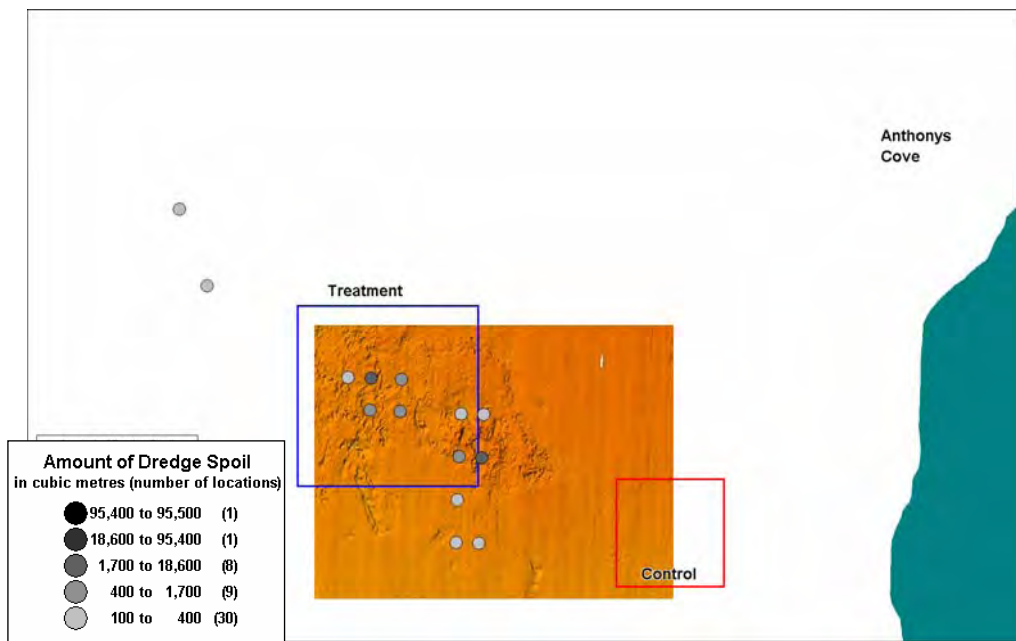 Anthonys
Cove
Treatment
Control
Amount of Dredge Spoil
in cubic metres (number of locations)
95,400 to 95,500 (1)
18,600 to 95,400 (1)
1,700 to 18,600 (8)
400 to 1,700 (9)
100 to 400 (30)